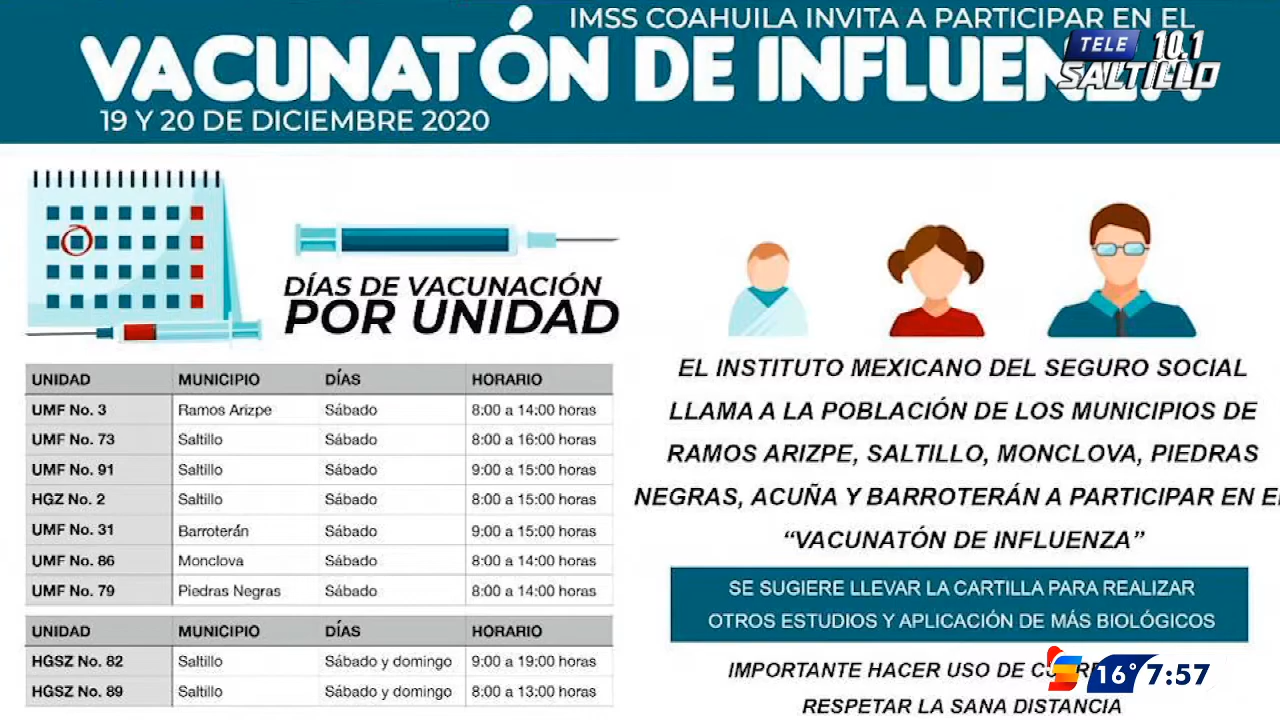 IMSS COAHUILA INVITA A PARTICIPAR EN EL
VACUNATÓN DE INFLUENZA
19 Y 20 DE DICIEMBRE 2020
TELE 10.1
SALTILLO
DÍAS DE VACUNACIÓN
POR UNIDAD
UNIDAD MUNICIPIO DÍAS HORARIO
UMF No. 3 Ramos Arizpe Sábado 8:00 a 14:00 horas
UMF No. 73 Saltillo Sábado 8:00 a 16:00 horas
UMF No. 91 Saltillo Sábado 9:00 a 15:00 horas
HGZ No. 2 Saltillo Sábado 8:00 a 15:00 horas
UMF No. 31 Barroterán Sábado 9:00 a 15:00 horas
UMF No. 86 Monclova Sábado 8:00 a 14:00 horas
UMF No. 79 Piedras Negras Sábado 8:00 a 14:00 horas
UNIDAD MUNICIPIO DÍAS HORARIO
HGSZ No. 82 Saltillo Sábado y domingo 9:00 a 19:00 horas
HGSZ No. 89 Saltillo Sábado y domingo 8:00 a 13:00 horas
EL INSTITUTO MEXICANO DEL SEGURO SOCIAL
LLAMA A LA POBLACIÓN DE LOS MUNICIPIOS DE
RAMOS ARIZPE, SALTILLO, MONCLOVA, PIEDRAS
NEGRAS, ACUÑA Y BARROTERÁN A PARTICIPAR EN
“VACUNATÓN DE INFLUENZA”
SE SUGIERE LLEVAR LA CARTILLA PARA REALIZAR
OTROS ESTUDIOS Y APLICACIÓN DE MÁS BIOLÓGICOS
IMPORTANTE HACER USO DE
RESPETAR LA SANA DISTANCIA
16° 7:57